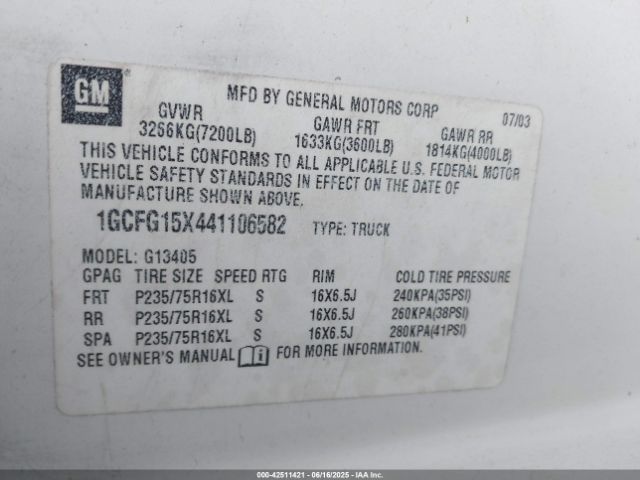 GM
MFD BY GENERAL MOTORS CORP 07/03
GVWR GAWR FRT GAWR RR
3266KG(7200LB) 1633KG(3600LB) 1814KG(4000LB)
THIS VEHICLE CONFORMS TO ALL APPLICABLE U.S. FEDERAL MOTOR
VEHICLE SAFETY STANDARDS IN EFFECT ON THE DATE OF
MANUFACTURE SHOWN ABOVE.
1GCFG15X441106582 TYPE: TRUCK
MODEL: G13405
GPAG TIRE SIZE SPEED RTG RIM COLD TIRE PRESSURE
FRT P235/75R16XL S 16X6.5J 240KPA(35PSI)
RR P235/75R16XL S 16X6.5J 260KPA(38PSI)
SPA P235/75R16XL S 16X6.5J 280KPA(41PSI)
SEE OWNER'S MANUAL FOR MORE INFORMATION.
000-42511421 - 06/16/2025 - IAA Inc.